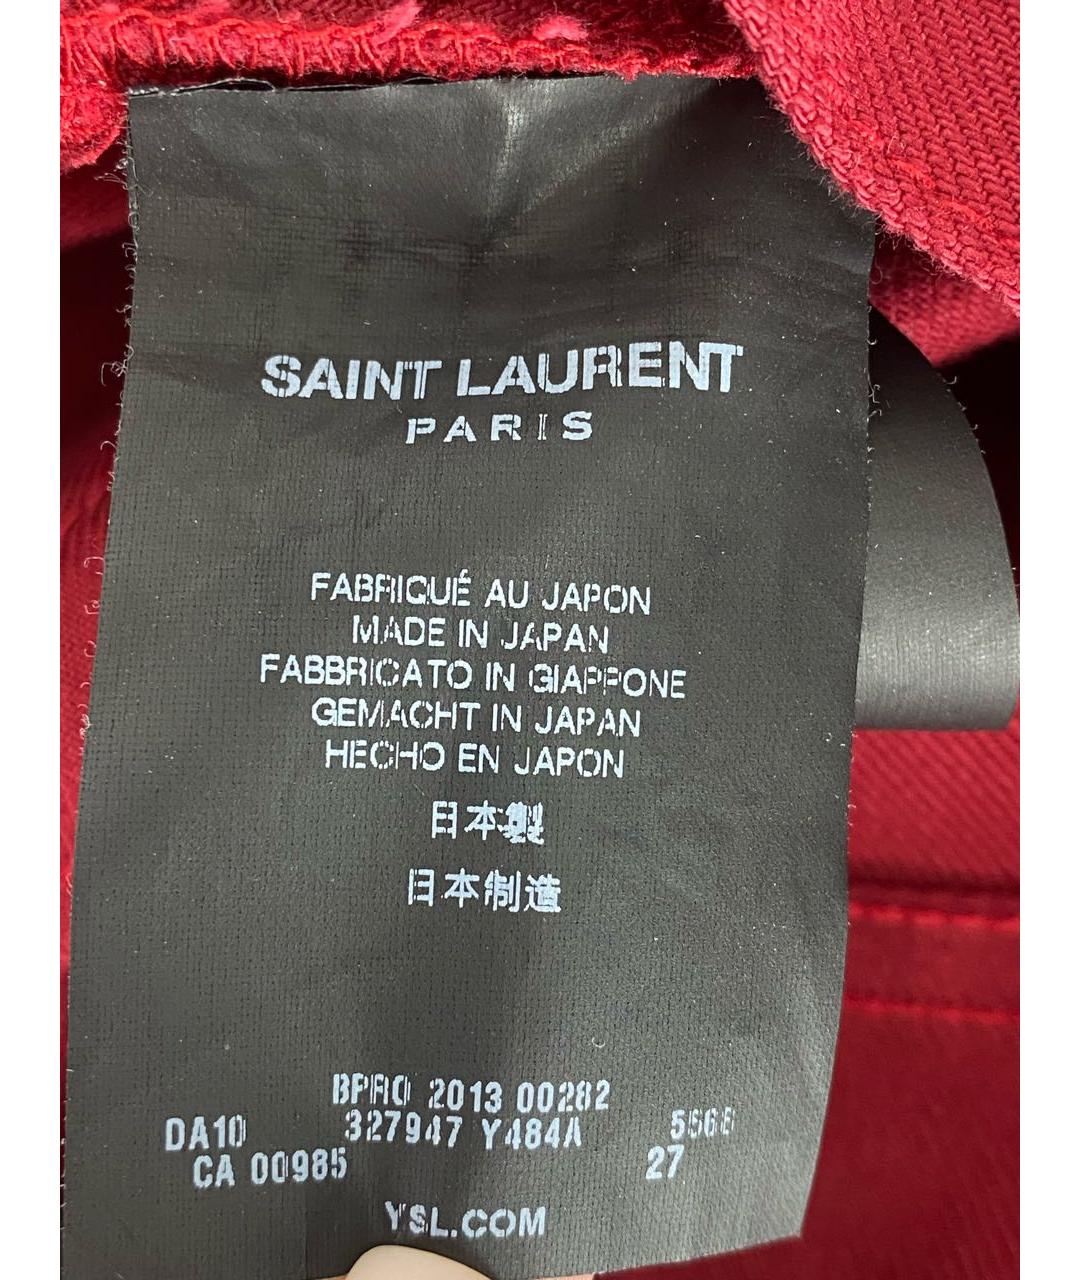 SAINT LAURENT
PARIS
FABRIQUÉ AU JAPON
MADE IN JAPAN
FABBRICATO IN GIAPPONE
GEMACHT IN JAPAN
HECHO EN JAPON
日本製
日本制造
BPRO 2013 00282
DA10 327947 Y484A
CA 00985 27
YSL.COM